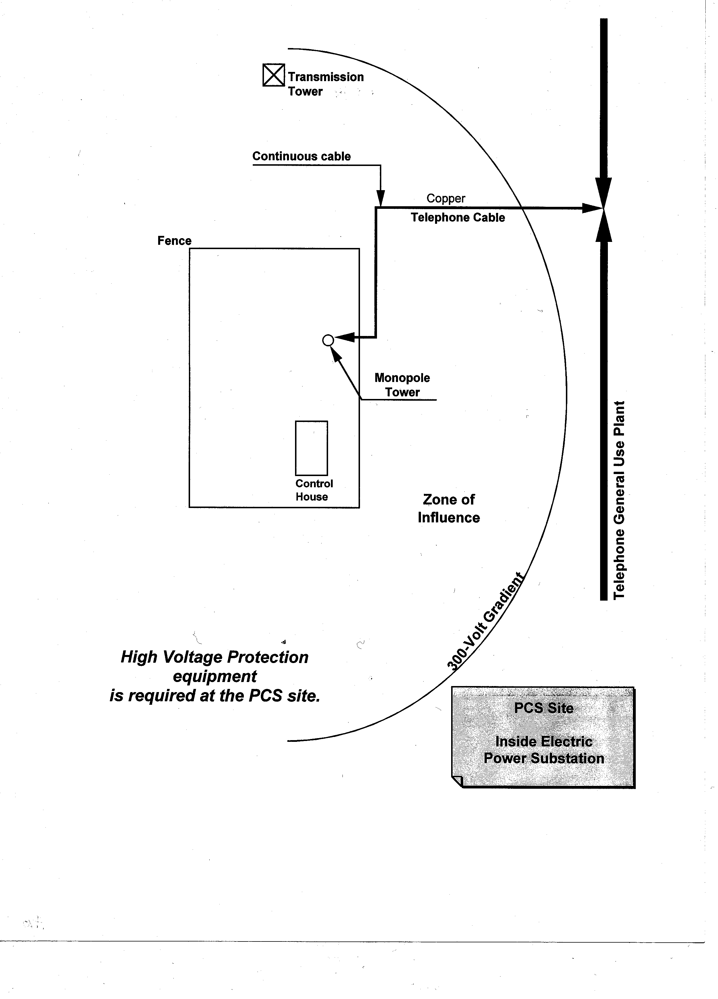 Transmission
Tower
Continuous cable
Copper
Telephone Cable
Fence
Monopole
Tower
Telephone General Use Plant
Control
House
Zone of
Influence
300-Volt Gradient
High Voltage Protection
equipment
is required at the PCS site.
PCS Site
Inside Electric
Power Substation